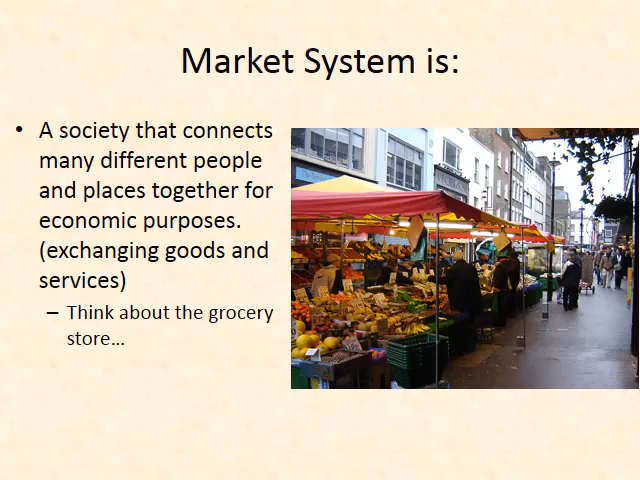 Market System is:
• A society that connects
many different people
and places together for
economic purposes.
(exchanging goods and
services)
– Think about the grocery
store…